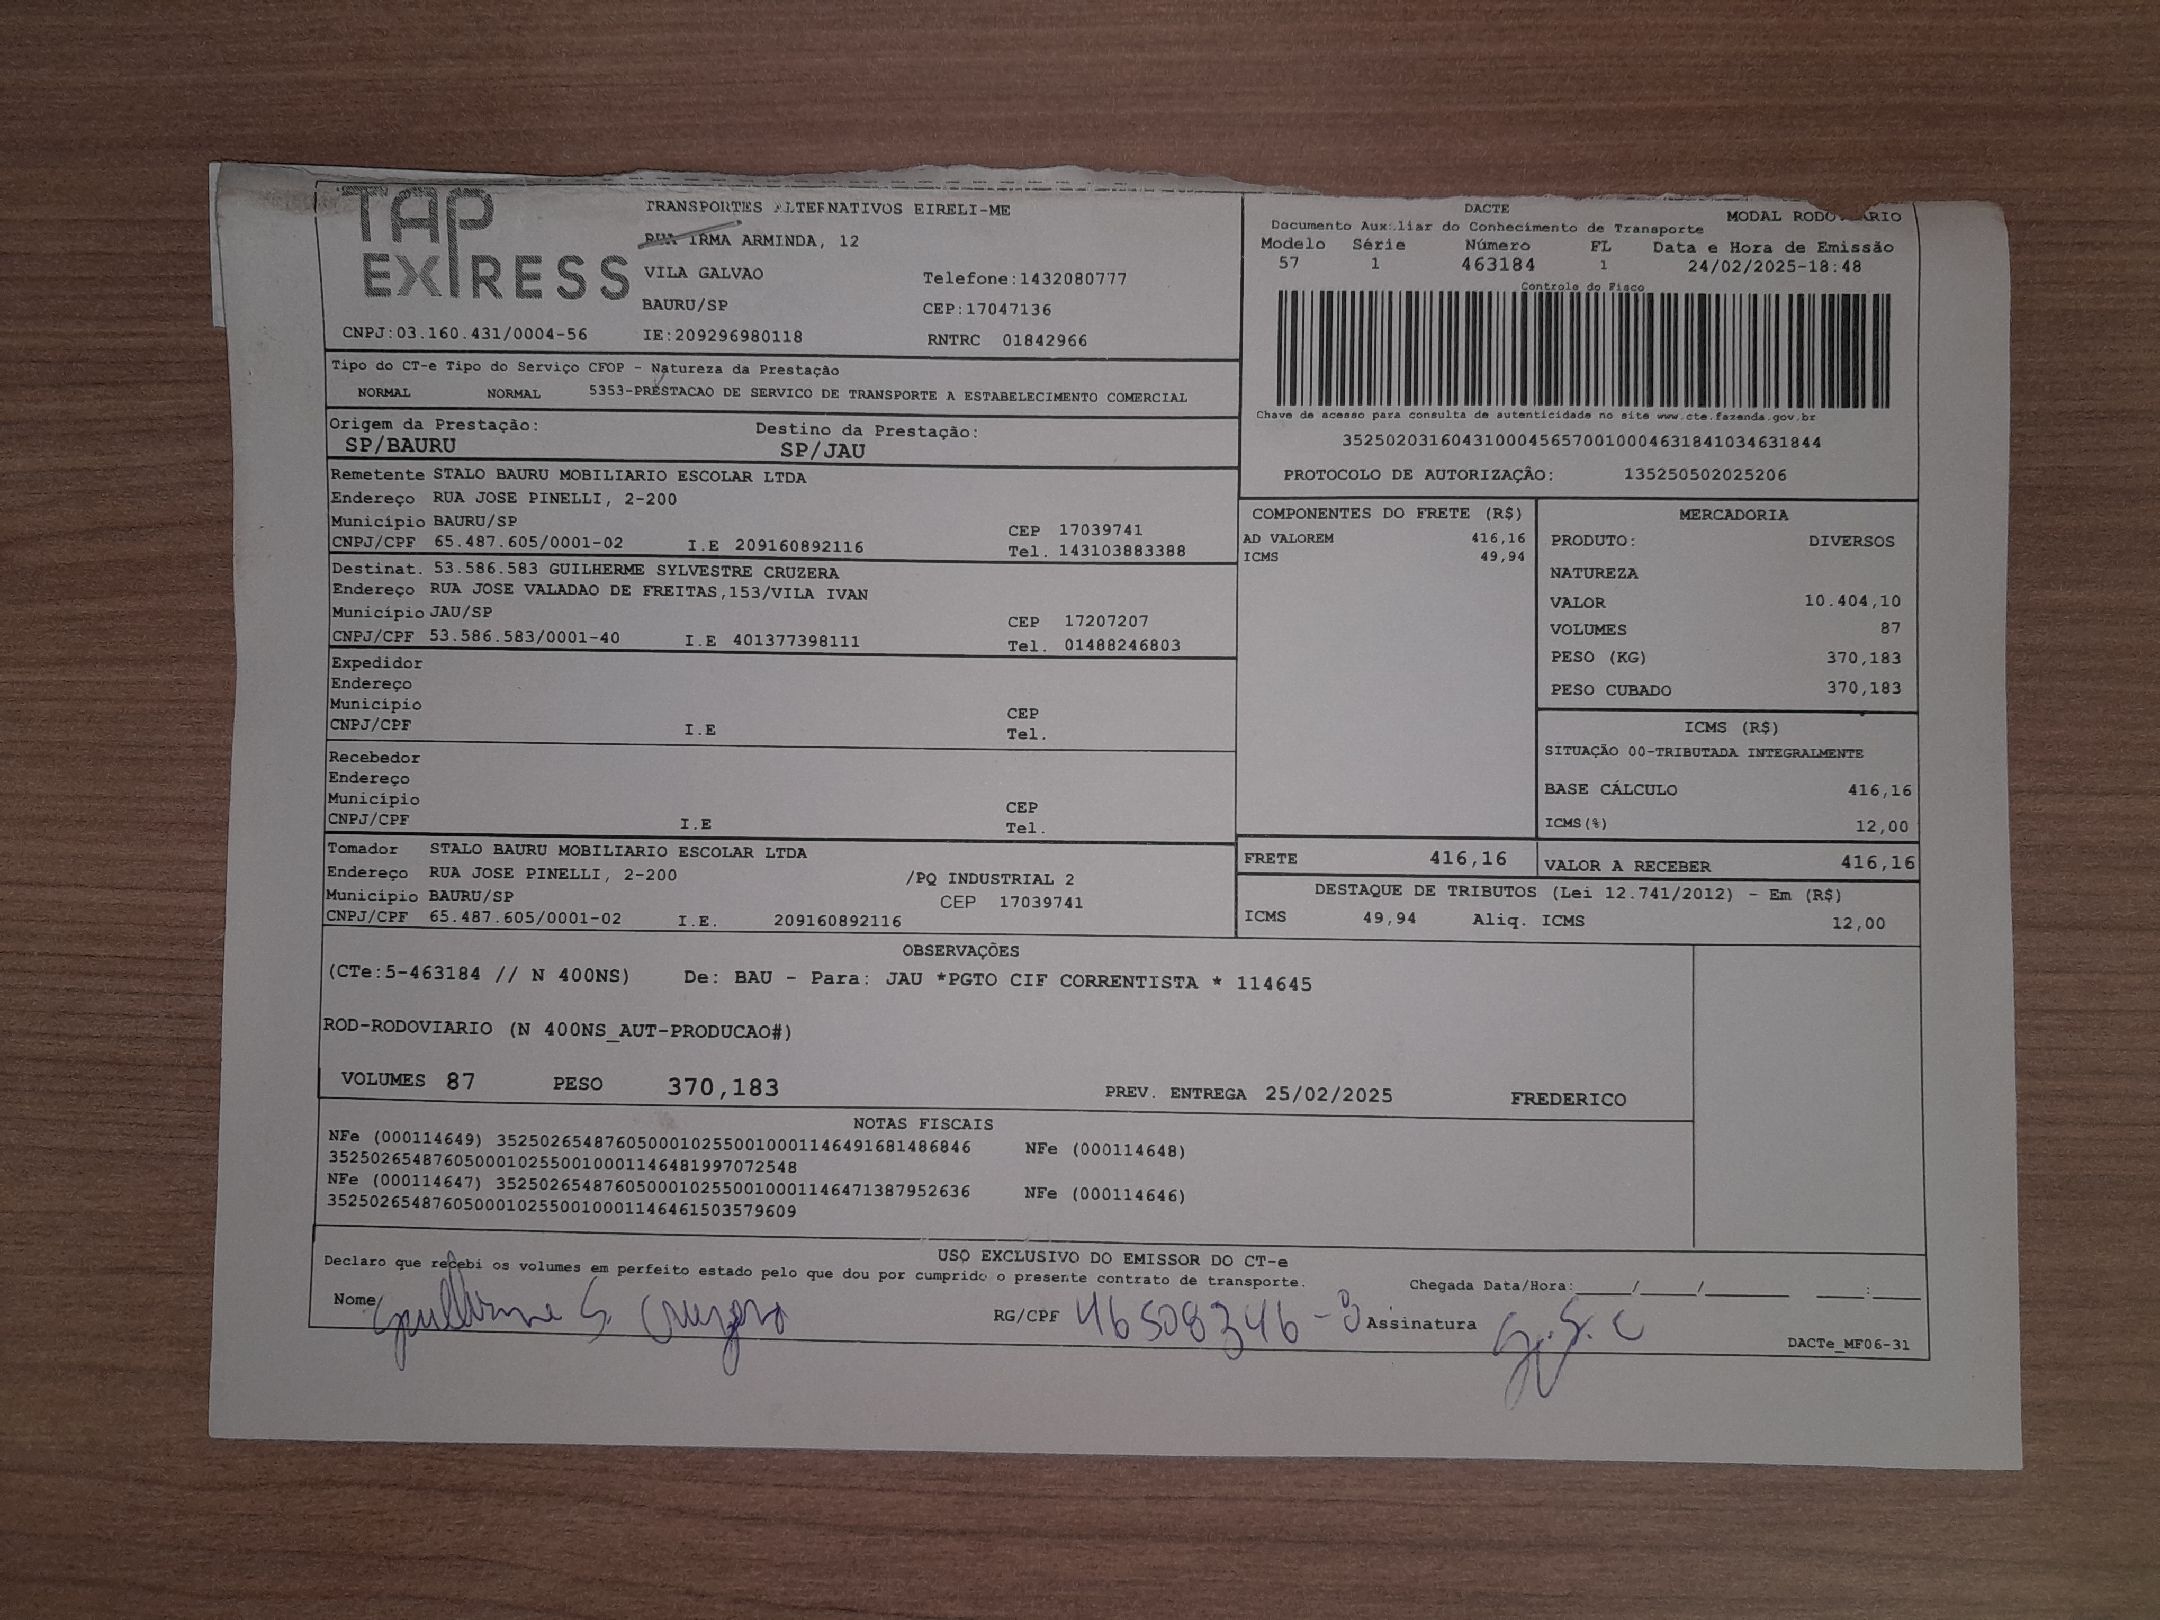 TAP EXPRESS
TRANSPORTES ALTERNATIVOS EIRELI-ME
RUA IRMA ARMINDA, 12
VILA GALVAO Telefone:1432080777
BAURU/SP CEP:17047136
CNPJ:03.160.431/0004-56 IE:209296980118 RNTRC 01842966
DACTE MODAL RODOVIARIO
Documento Auxiliar do Conhecimento de Transporte
Modelo Série Número FL Data e Hora de Emissão
57 1 463184 1 24/02/2025-18:48
Controle do Fisco
Chave de acesso para consulta de autenticidade no site www.cte.fazenda.gov.br
35250203160431000456570010004631841034631844
PROTOCOLO DE AUTORIZAÇÃO: 135250502025206
Tipo do CT-e Tipo do Serviço CFOP - Natureza da Prestação
NORMAL NORMAL 5353-PRESTACAO DE SERVICO DE TRANSPORTE A ESTABELECIMENTO COMERCIAL
Origem da Prestação: Destino da Prestação:
SP/BAURU SP/JAU
Remetente STALO BAURU MOBILIARIO ESCOLAR LTDA
Endereço RUA JOSE PINELLI, 2-200
Município BAURU/SP CEP 17039741
CNPJ/CPF 65.487.605/0001-02 I.E 209160892116 Tel. 143103883388
Destinat. 53.586.583 GUILHERME SYLVESTRE CRUZERA
Endereço RUA JOSE VALADAO DE FREITAS,153/VILA IVAN
Município JAU/SP CEP 17207207
CNPJ/CPF 53.586.583/0001-40 I.E 401377398111 Tel. 01488246803
Expedidor
Endereço
Município CEP
CNPJ/CPF I.E Tel.
Recebedor
Endereço
Município CEP
CNPJ/CPF I.E Tel.
Tomador STALO BAURU MOBILIARIO ESCOLAR LTDA
Endereço RUA JOSE PINELLI, 2-200 /PQ INDUSTRIAL 2
Município BAURU/SP CEP 17039741
CNPJ/CPF 65.487.605/0001-02 I.E. 209160892116
COMPONENTES DO FRETE (R$)
AD VALOREM 416,16
ICMS 49,94
MERCADORIA
PRODUTO: DIVERSOS
NATUREZA
VALOR 10.404,10
VOLUMES 87
PESO (KG) 370,183
PESO CUBADO 370,183
ICMS (R$)
SITUAÇÃO 00-TRIBUTADA INTEGRALMENTE
BASE CÁLCULO 416,16
ICMS(%) 12,00
FRETE 416,16 VALOR A RECEBER 416,16
DESTAQUE DE TRIBUTOS (Lei 12.741/2012) - Em (R$)
ICMS 49,94 Aliq. ICMS 12,00
OBSERVAÇÕES
(CTe:5-463184 // N 400NS) De: BAU - Para: JAU *PGTO CIF CORRENTISTA * 114645
ROD-RODOVIARIO (N 400NS_AUT-PRODUCAO#)
VOLUMES 87 PESO 370,183 PREV. ENTREGA 25/02/2025 FREDERICO
NOTAS FISCAIS
NFe (000114649) 35250265487605000102550010001146491681486846 NFe (000114648)
35250265487605000102550010001146481997072548
NFe (000114647) 35250265487605000102550010001146471387952636 NFe (000114646)
35250265487605000102550010001146461503579609
USO EXCLUSIVO DO EMISSOR DO CT-e
Declaro que recebi os volumes em perfeito estado pelo que dou por cumprido o presente contrato de transporte. Chegada Data/Hora:____/____/______ ____:____
Nome Guilherme S. Cruzera RG/CPF 46508346-3 Assinatura G.S.C
DACTe_MF06-31